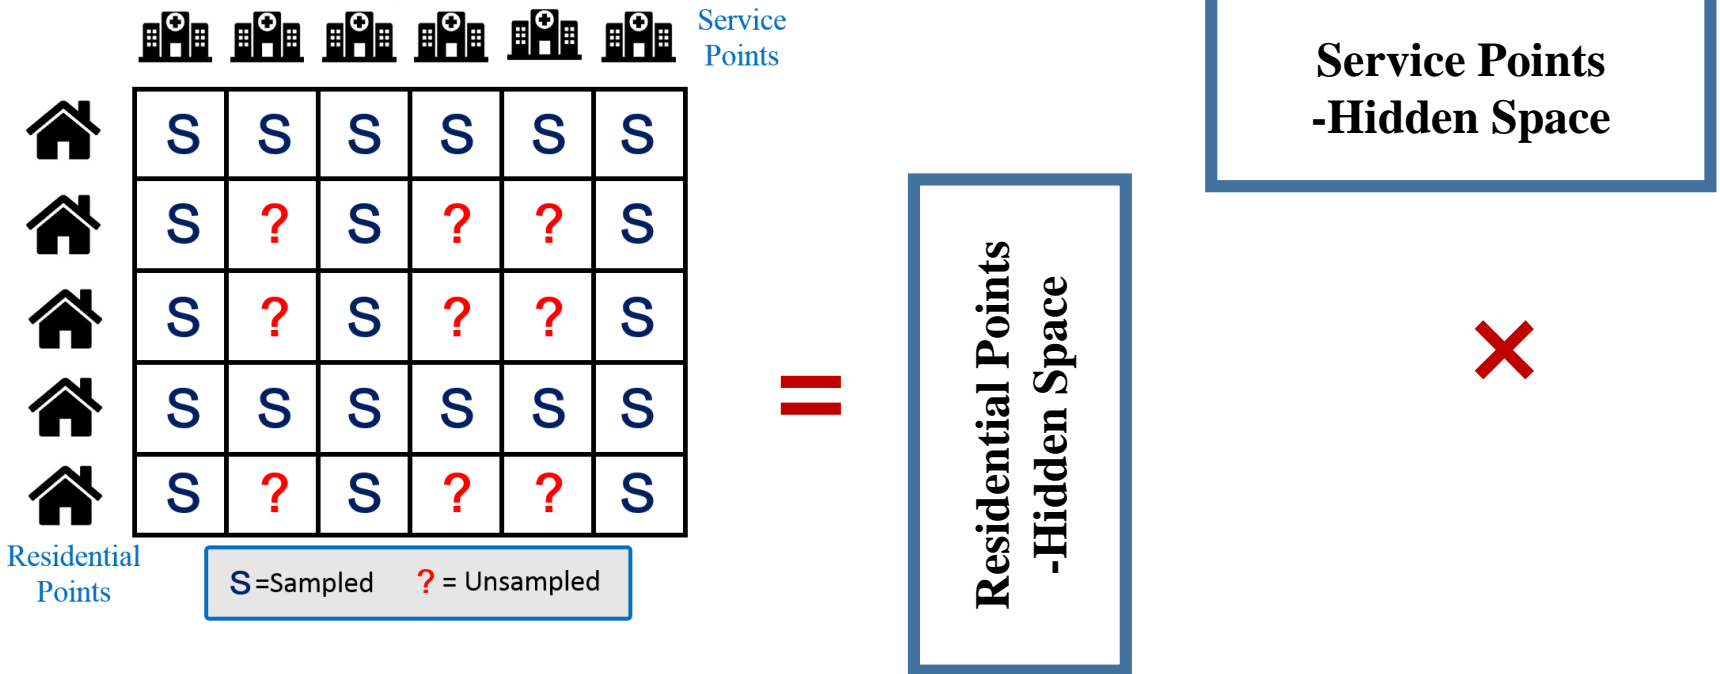 Service
Points
S S S S S S
S ? S ? ? S
S ? S ? ? S
S S S S S S
S ? S ? ? S
Residential
Points
S =Sampled ? = Unsampled
=
Residential Points
-Hidden Space
Service Points
-Hidden Space
×